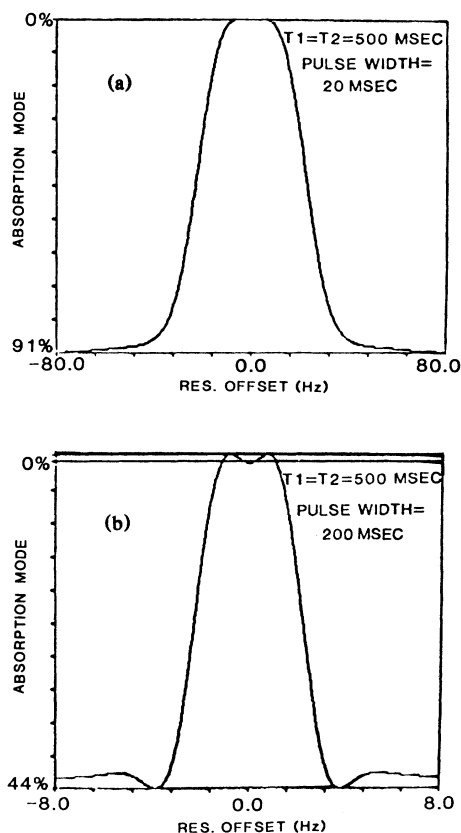 0%
T1=T2=500 MSEC
PULSE WIDTH=
20 MSEC
(a)
ABSORPTION MODE
91%
-80.0 0.0 80.0
RES. OFFSET (Hz)
0%
T1=T2=500 MSEC
PULSE WIDTH=
200 MSEC
(b)
ABSORPTION MODE
44%
-8.0 0.0 8.0
RES. OFFSET (Hz)